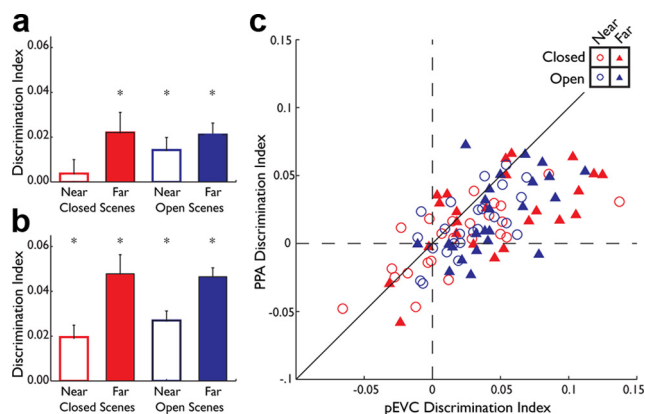 a
0.06
0.04
0.02
0.00
Discrimination Index
*
*
*
Near Far Near Far
Closed Scenes Open Scenes
b
0.06
0.04
0.02
0.00
Discrimination Index
*
*
*
*
Near Far Near Far
Closed Scenes Open Scenes
c
Near
Far
Closed
Open
0.15
0.1
0.05
0
-0.05
-.1
PPA Discrimination Index
-0.05 0 0.05 0.1 0.15
pEVC Discrimination Index